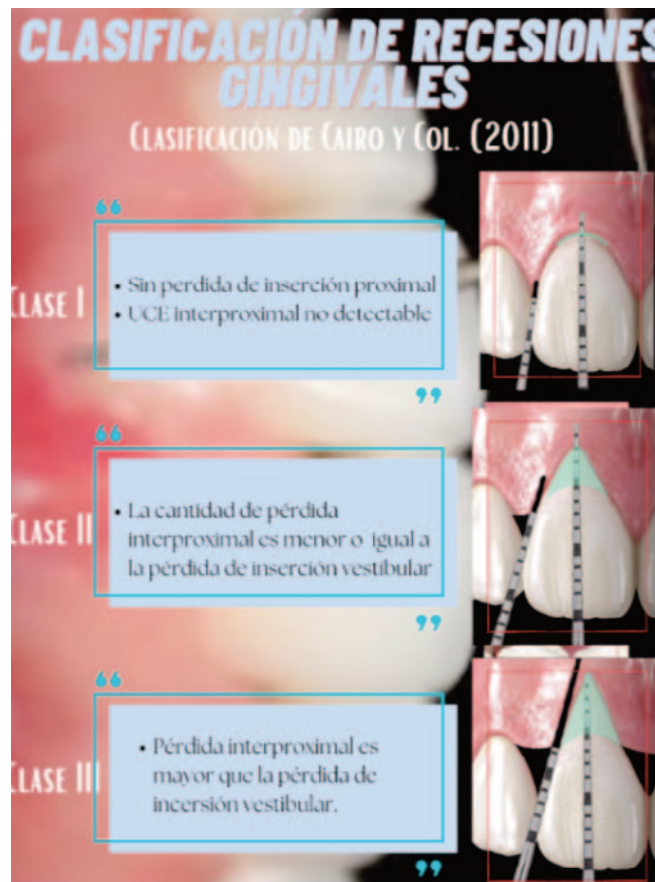 CLASIFICACIÓN DE RECESIONES
GINGIVALES
CLASIFICACIÓN DE CAIRO Y COL. (2011)
“
CLASE I
• Sin perdida de inserción proximal
• UCE interproximal no detectable
”
“
CLASE II
• La cantidad de pérdida
interproximal es menor o igual a
la pérdida de inserción vestibular
”
“
CLASE III
• Pérdida interproximal es
mayor que la pérdida de
incersión vestibular.
”